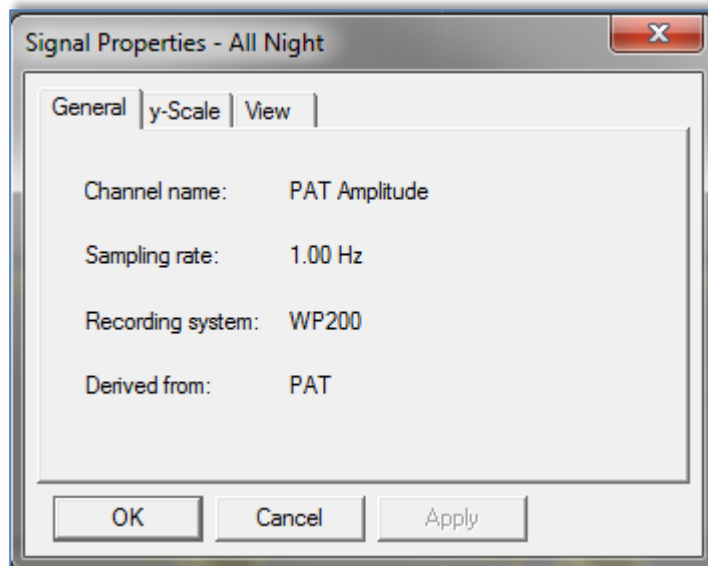 Signal Properties - All Night
General y-Scale View
Channel name: PAT Amplitude
Sampling rate: 1.00 Hz
Recording system: WP200
Derived from: PAT
OK Cancel Apply